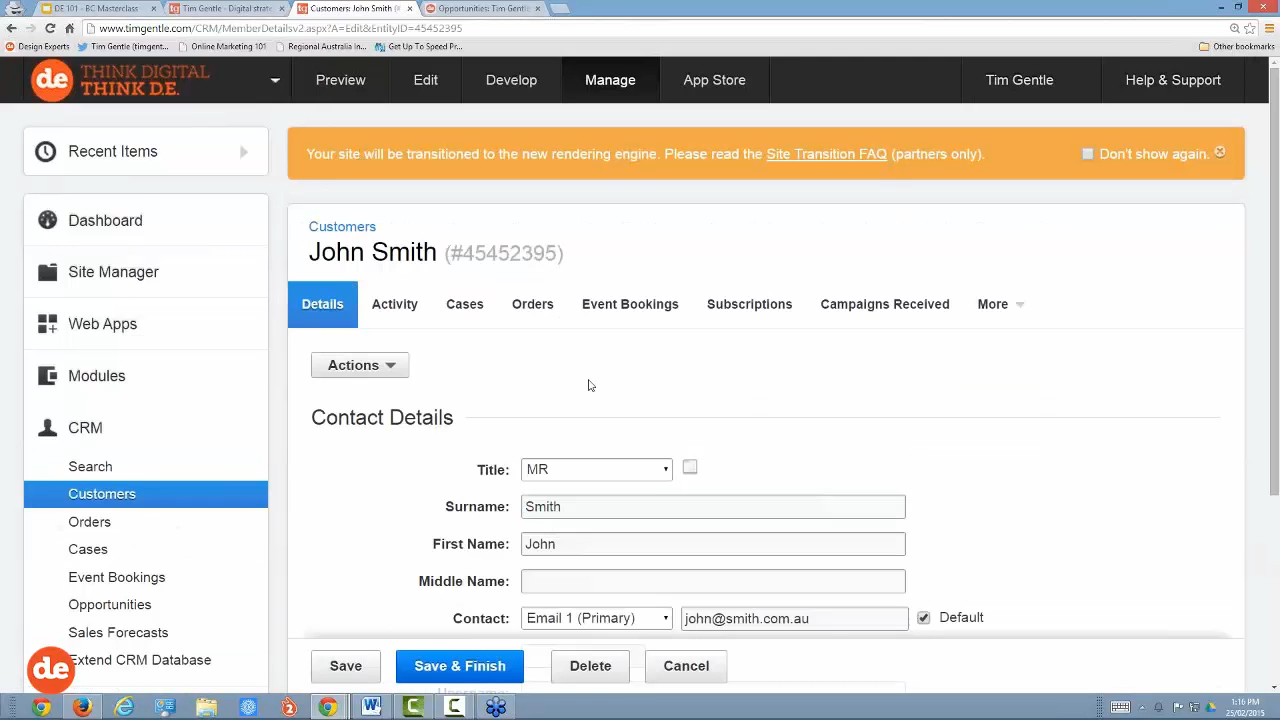 DE.101 - BC Masterclass
Tim Gentle - Digital strat
Customers: John Smith (
Opportunities: Tim Gentle
www.timgentle.com/CRM/MemberDetailsv2.aspx?A=Edit&EntityID=45452395
Design Experts
Tim Gentle (timgent...
Online Marketing 101
Regional Australia In...
Get Up To Speed Pr...
Other bookmarks
d.e
THINK DIGITAL
THINK D.E.
Preview
Edit
Develop
Manage
App Store
Tim Gentle
Help & Support
Recent Items
Your site will be transitioned to the new rendering engine. Please read the Site Transition FAQ (partners only).
Don't show again.
Dashboard
Site Manager
Web Apps
Modules
CRM
Search
Customers
Orders
Cases
Event Bookings
Opportunities
Sales Forecasts
Extend CRM Database
Customers
John Smith (#45452395)
Details
Activity
Cases
Orders
Event Bookings
Subscriptions
Campaigns Received
More
Actions
Contact Details
Title: MR
Surname: Smith
First Name: John
Middle Name:
Contact: Email 1 (Primary) john@smith.com.au Default
Save
Save & Finish
Delete
Cancel
Username:
de
1:16 PM
25/02/2015